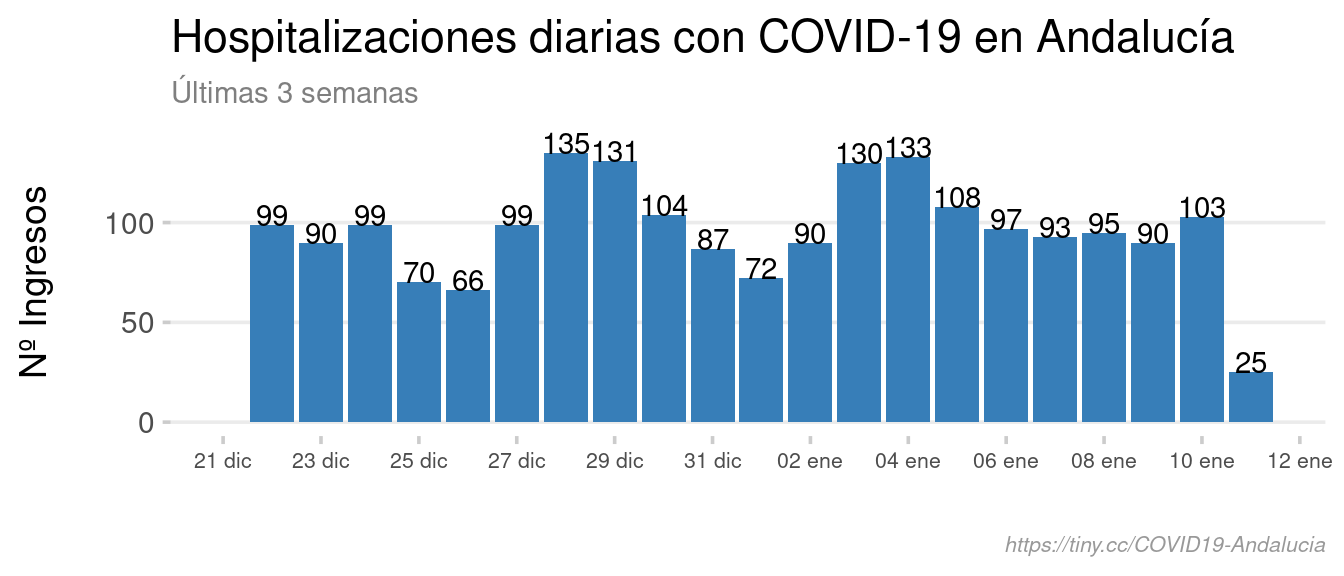 Hospitalizaciones diarias con COVID-19 en Andalucía
Últimas 3 semanas
Nº Ingresos
100
50
0
99
90
99
70
66
99
135
131
104
87
72
90
130
133
108
97
93
95
90
103
25
21 dic
23 dic
25 dic
27 dic
29 dic
31 dic
02 ene
04 ene
06 ene
08 ene
10 ene
12 ene
https://tiny.cc/COVID19-Andalucia